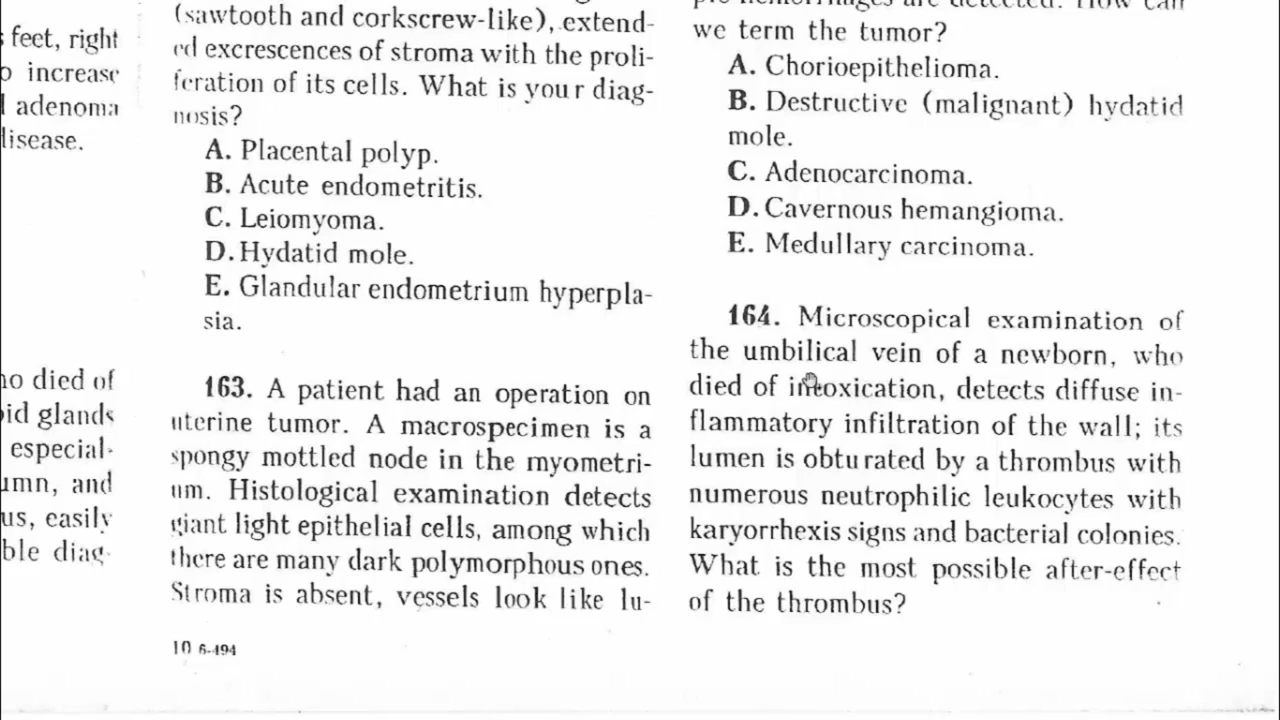 feet, right
increase
adenoma
disease.
died of
glands
especial-
and
easily
diag-
(sawtooth and corkscrew-like), extend-
ed excrescences of stroma with the proli-
feration of its cells. What is your diag-
nosis?
A. Placental polyp.
B. Acute endometritis.
C. Leiomyoma.
D. Hydatid mole.
E. Glandular endometrium hyperpla-
sia.
163. A patient had an operation on
uterine tumor. A macrospecimen is a
spongy mottled node in the myometri-
um. Histological examination detects
giant light epithelial cells, among which
there are many dark polymorphous ones.
Stroma is absent, vessels look like lu-
10 6-494
we term the tumor?
A. Chorioepithelioma.
B. Destructive (malignant) hydatid
mole.
C. Adenocarcinoma.
D. Cavernous hemangioma.
E. Medullary carcinoma.
164. Microscopical examination of
the umbilical vein of a newborn, who
died of intoxication, detects diffuse in-
flammatory infiltration of the wall; its
lumen is obturated by a thrombus with
numerous neutrophilic leukocytes with
karyorrhexis signs and bacterial colonies.
What is the most possible after-effect
of the thrombus?